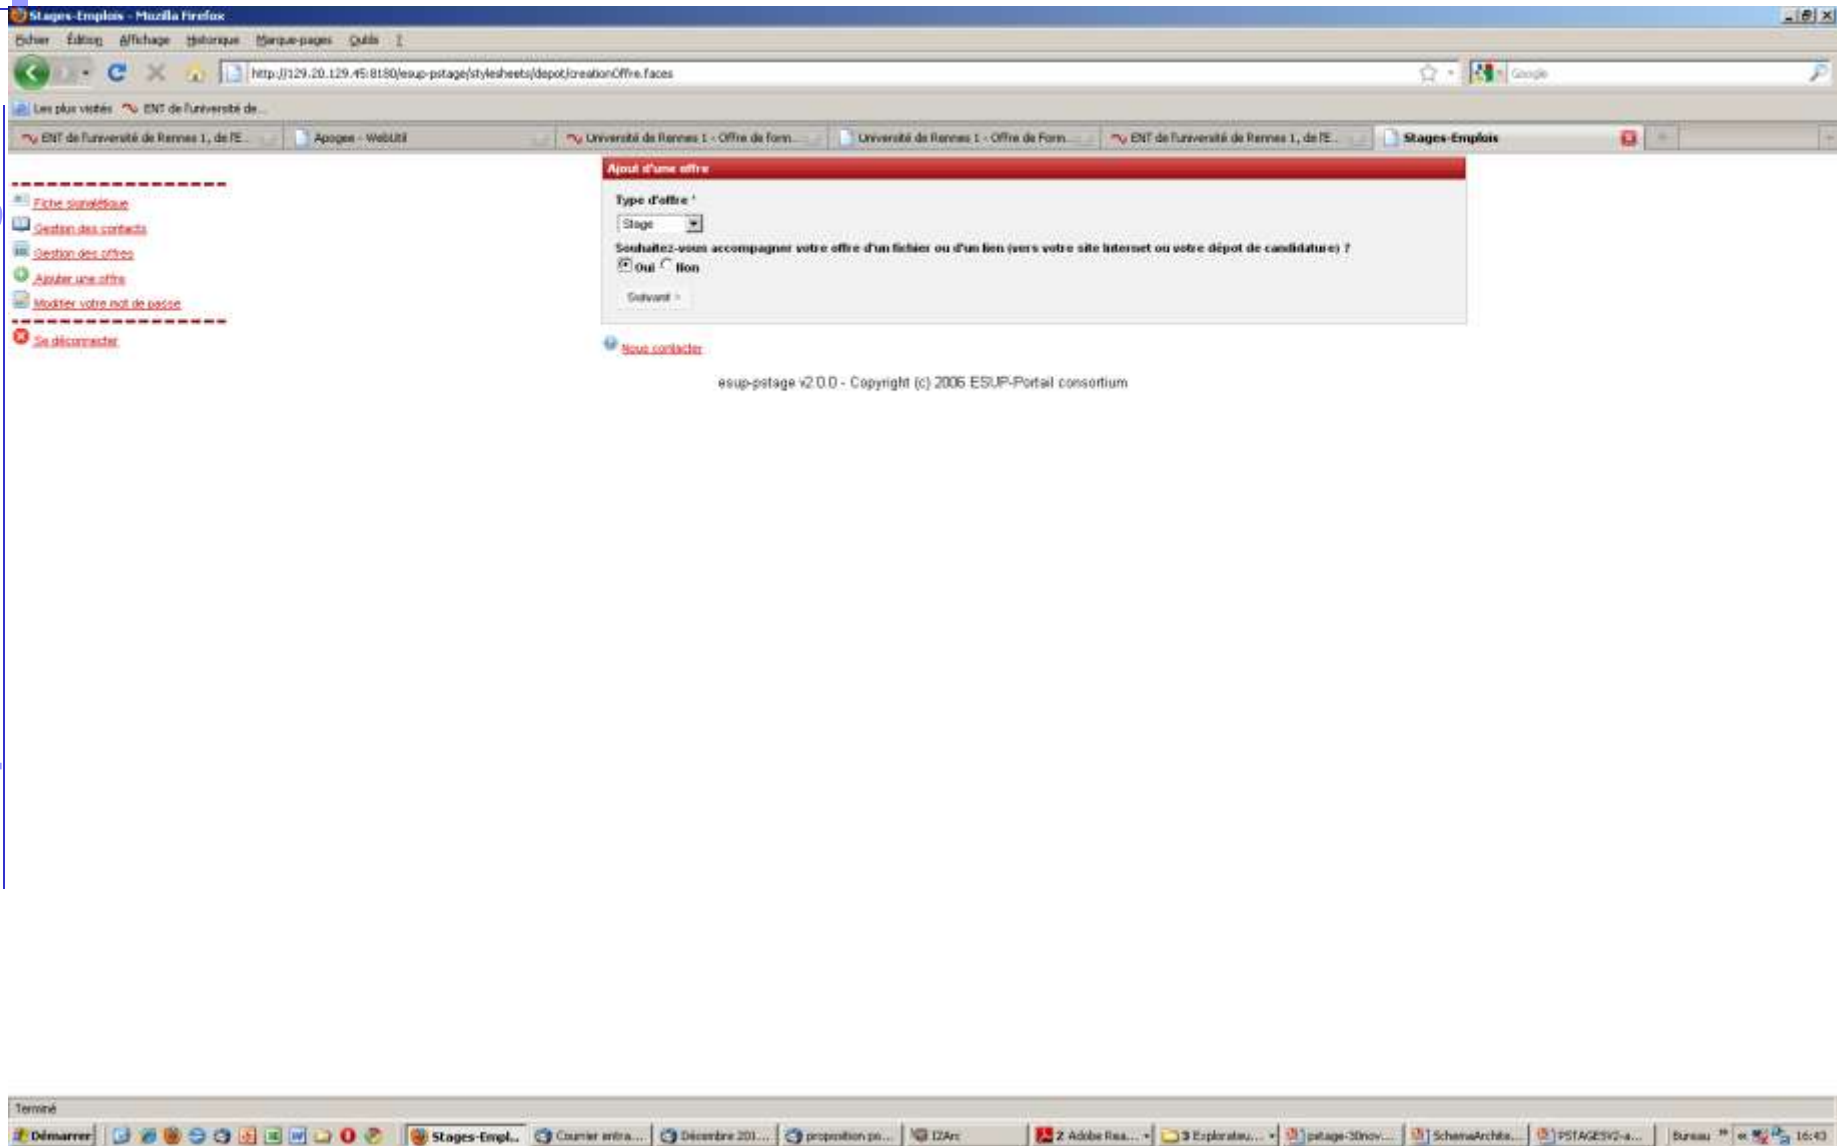 Stages-Emplois - Mozilla Firefox
Fichier Édition Affichage Historique Marque-pages Outils ?
http://129.20.129.45:8180/esup-pstage/stylesheets/depot/creationOffre.faces
Google
Les plus visités ENT de l'université de...
ENT de l'université de Rennes 1, de l'E... Apogee - WebUtil Université de Rennes 1 - Offre de form... Université de Rennes 1 - Offre de Form... ENT de l'université de Rennes 1, de l'E... Stages-Emplois
Ajout d'une offre
Type d'offre *
Stage
Souhaitez-vous accompagner votre offre d'un fichier ou d'un lien (vers votre site Internet ou votre dépot de candidature) ?
Oui Non
Suivant >
Fiche signalétique
Gestion des contacts
Gestion des offres
Ajouter une offre
Modifier votre mot de passe
Se déconnecter
Nous contacter
esup-pstage v2.0.0 - Copyright (c) 2006 ESUP-Portail consortium
Terminé
Démarrer Stages-Empl... Courrier entra... Décembre 201... proposition po... IZArc 2 Adobe Rea... 3 Explorateu... pstage-30nov... SchemaArchite... PSTAGESV2-a... Bureau 16:43